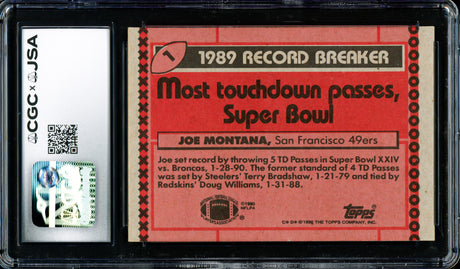 CGC × JSA
1
1989 RECORD BREAKER
Most touchdown passes,
Super Bowl
JOE MONTANA, San Francisco 49ers
Joe set record by throwing 5 TD Passes in Super Bowl XXIV
vs. Broncos, 1-28-90. The former standard of 4 TD Passes
was set by Steelers' Terry Bradshaw, 1-21-79 and tied by
Redskins' Doug Williams, 1-31-88.
©1990
NFLPA
topps
THE TOPPS COMPANY, INC.